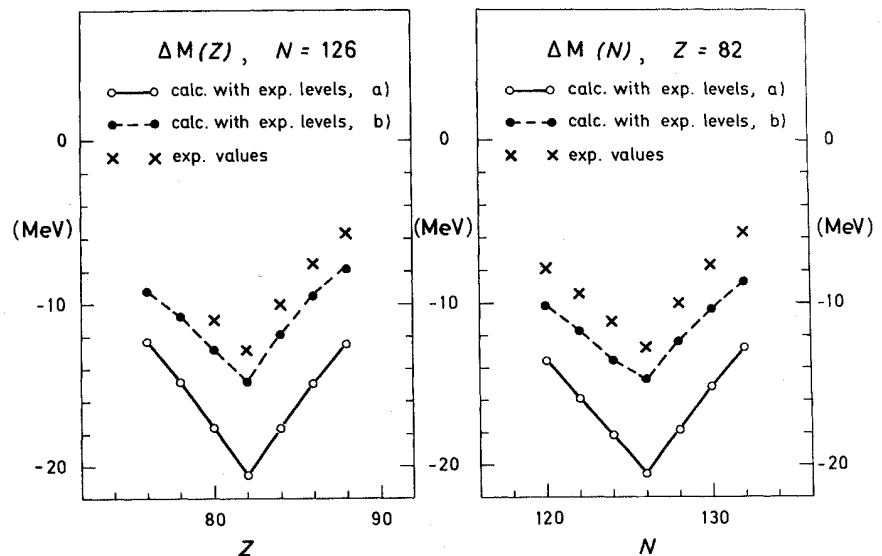 ΔM(Z), N = 126
calc. with exp. levels, a)
calc. with exp. levels, b)
exp. values
0
(MeV)
-10
-20
80
90
Z
ΔM(N), Z = 82
calc. with exp. levels, a)
calc. with exp. levels, b)
exp. values
0
0
(MeV)
(MeV)
-10
-10
-20
-20
120
130
N